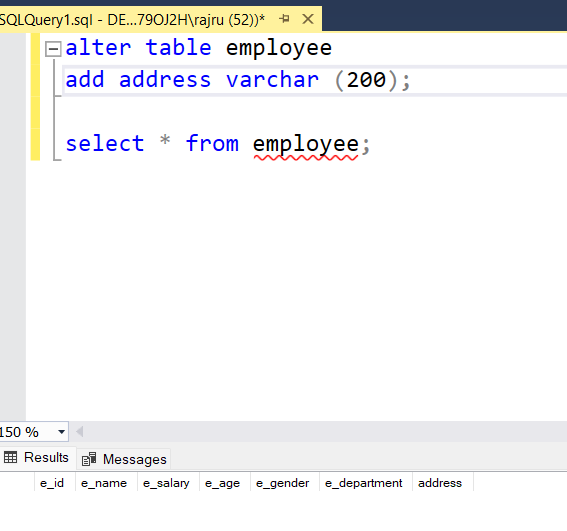 SQLQuery1.sql - DE...79OJ2H\rajru (52))*
alter table employee
add address varchar (200);
select * from employee;
150 %
Results Messages
e_id e_name e_salary e_age e_gender e_department address